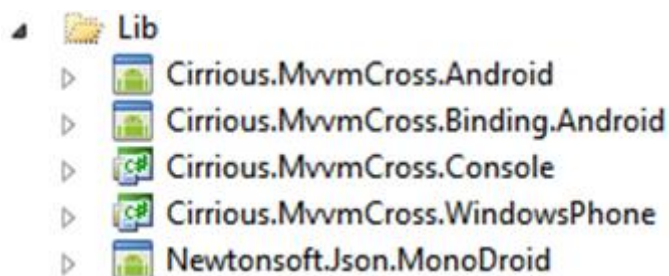 Lib
Cirrious.MvvmCross.Android
Cirrious.MvvmCross.Binding.Android
Cirrious.MvvmCross.Console
Cirrious.MvvmCross.WindowsPhone
Newtonsoft.Json.MonoDroid